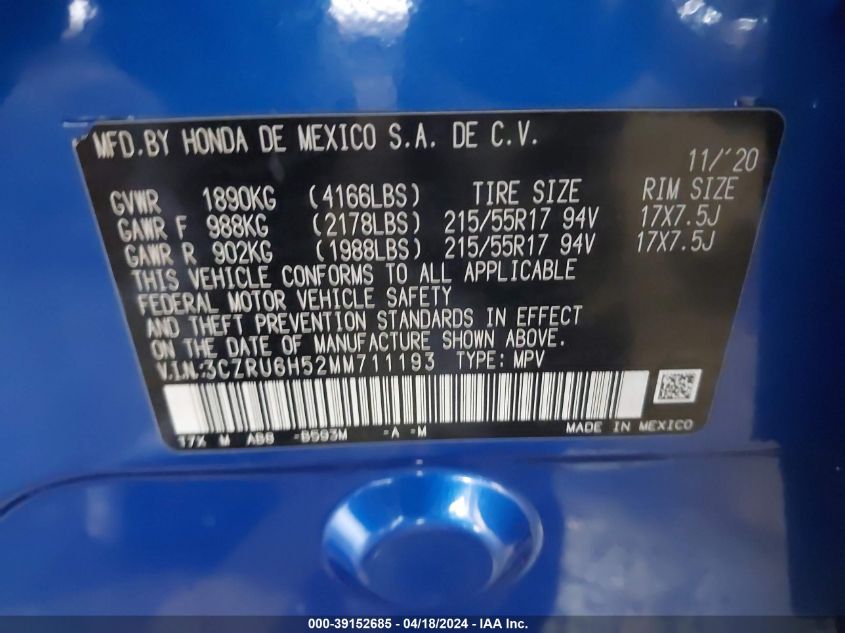 MFD.BY HONDA DE MEXICO S.A. DE C.V.
11/'20
GVWR 1890KG (4166LBS) TIRE SIZE RIM SIZE
GAWR F 988KG (2178LBS) 215/55R17 94V 17X7.5J
GAWR R 902KG (1988LBS) 215/55R17 94V 17X7.5J
THIS VEHICLE CONFORMS TO ALL APPLICABLE
FEDERAL MOTOR VEHICLE SAFETY
AND THEFT PREVENTION STANDARDS IN EFFECT
ON THE DATE OF MANUFACTURE SHOWN ABOVE.
V.I.N.:3CZRU6H52MM711193 TYPE:MPV
17X M AB8 -B593M -A -M MADE IN MEXICO
000-39152685 - 04/18/2024 - IAA Inc.